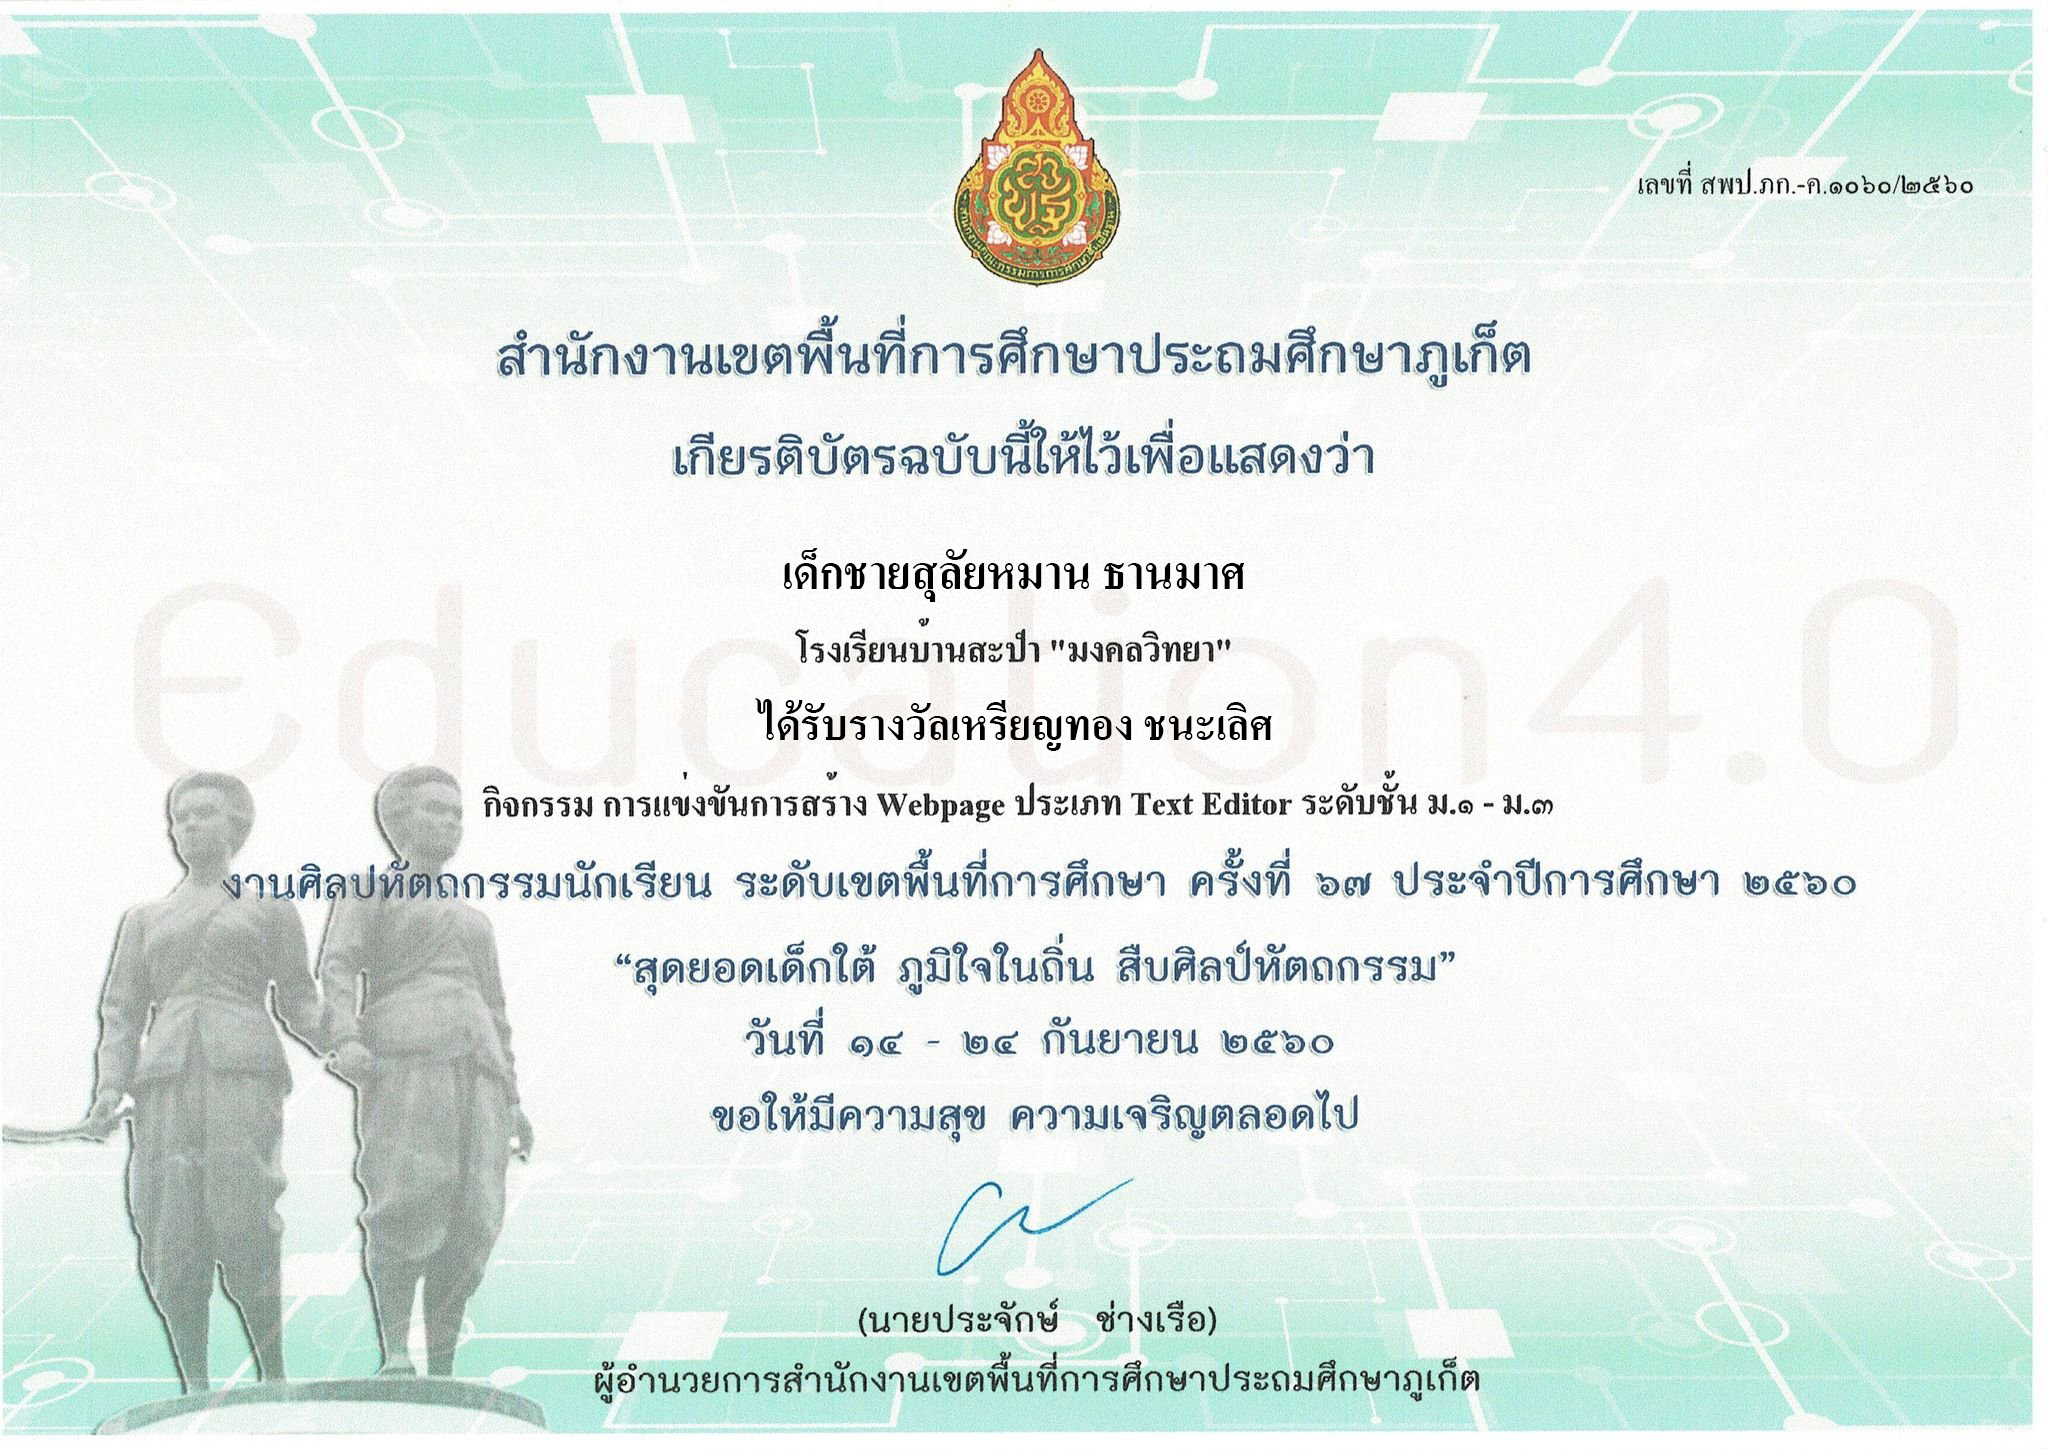 เลขที่ สพป.ภก.-ค.๑๐๖๐/๒๕๖๐
สำนักงานเขตพื้นที่การศึกษาประถมศึกษาภูเก็ต
เกียรติบัตรฉบับนี้ให้ไว้เพื่อแสดงว่า
เด็กชายสุลัยหมาน ธานมาศ
โรงเรียนบ้านสะปำ "มงคลวิทยา"
ได้รับรางวัลเหรียญทอง ชนะเลิศ
Education 4.0
กิจกรรม การแข่งขันการสร้าง Webpage ประเภท Text Editor ระดับชั้น ม.๑ - ม.๓
งานศิลปหัตถกรรมนักเรียน ระดับเขตพื้นที่การศึกษา ครั้งที่ ๖๗ ประจำปีการศึกษา ๒๕๖๐
“สุดยอดเด็กใต้ ภูมิใจในถิ่น สืบศิลป์หัตถกรรม”
วันที่ ๑๔ - ๒๔ กันยายน ๒๕๖๐
ขอให้มีความสุข ความเจริญตลอดไป
(นายประจักษ์ ช่างเรือ)
ผู้อำนวยการสำนักงานเขตพื้นที่การศึกษาประถมศึกษาภูเก็ต